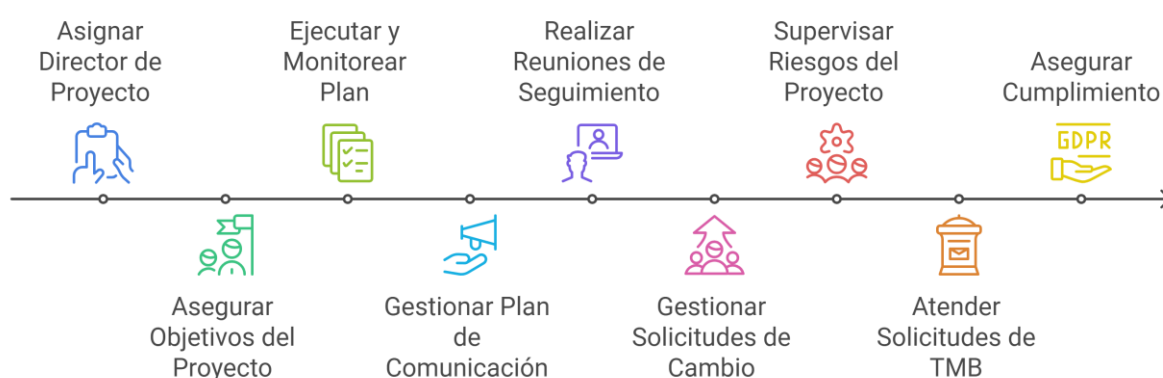 Asignar
Director de
Proyecto
Ejecutar y
Monitorear
Plan
Realizar
Reuniones de
Seguimiento
Supervisar
Riesgos del
Proyecto
Asegurar
Cumplimiento
GDPR
Asegurar
Objetivos del
Proyecto
Gestionar Plan
de
Comunicación
Gestionar
Solicitudes de
Cambio
Atender
Solicitudes de
TMB